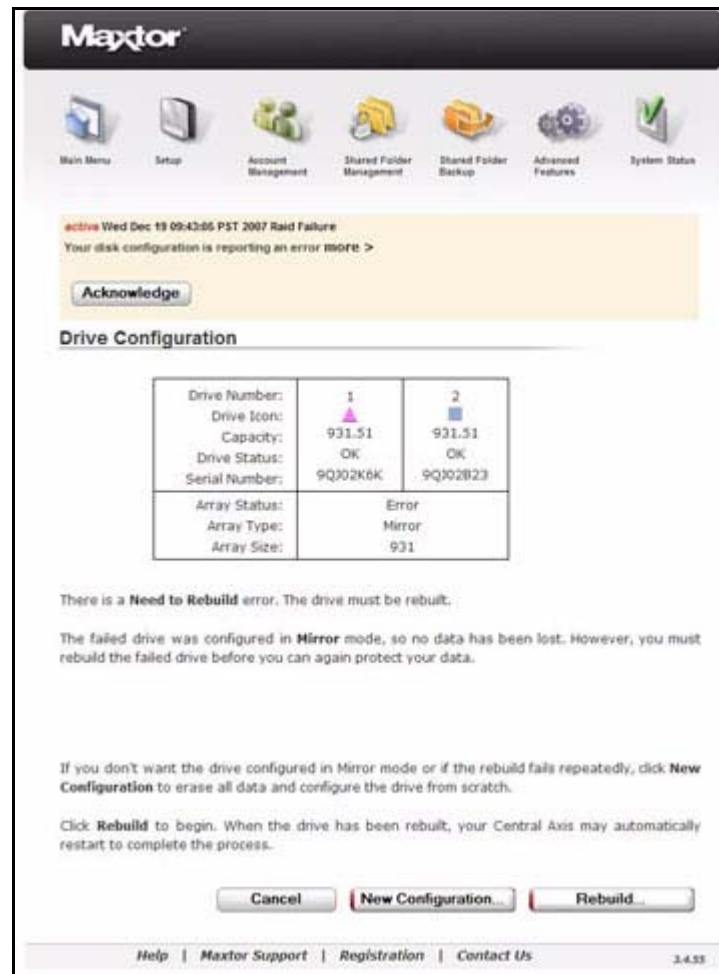 Maxtor
Main Menu
Setup
Account Management
Shared Folder Management
Shared Folder Backup
Advanced Features
System Status
active Wed Dec 19 09:43:05 PST 2007 Raid Failure
Your disk configuration is reporting an error more >
Acknowledge
Drive Configuration
Drive Number: 1 2
Drive Icon:
Capacity: 931.51 931.51
Drive Status: OK OK
Serial Number: 9QJ02K6K 9QJ02B23
Array Status: Error
Array Type: Mirror
Array Size: 931
There is a Need to Rebuild error. The drive must be rebuilt.
The failed drive was configured in Mirror mode, so no data has been lost. However, you must
rebuild the failed drive before you can again protect your data.
If you don't want the drive configured in Mirror mode or if the rebuild fails repeatedly, click New
Configuration to erase all data and configure the drive from scratch.
Click Rebuild to begin. When the drive has been rebuilt, your Central Axis may automatically
restart to complete the process.
Cancel
New Configuration...
Rebuild...
Help | Maxtor Support | Registration | Contact Us
3.4.55